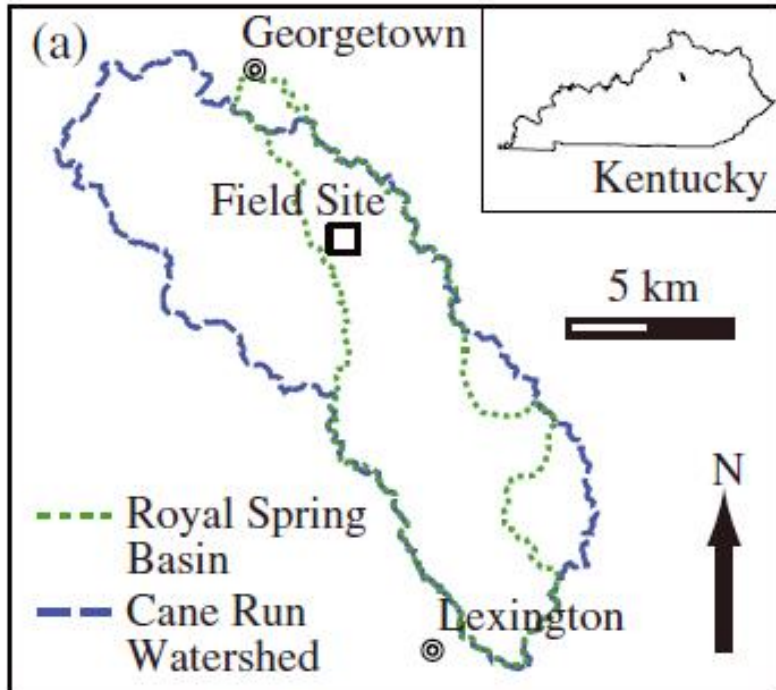 (a)
Georgetown
Kentucky
Field Site
5 km
N
Royal Spring
Basin
Cane Run
Watershed
Lexington